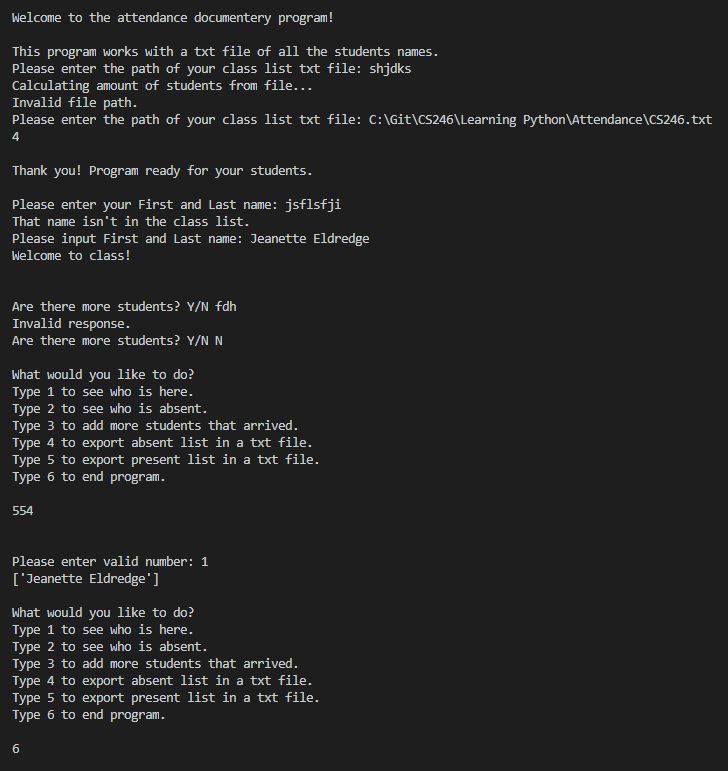 Welcome to the attendance documentery program!
This program works with a txt file of all the students names.
Please enter the path of your class list txt file: shjdks
Calculating amount of students from file...
Invalid file path.
Please enter the path of your class list txt file: C:\Git\CS246\Learning Python\Attendance\CS246.txt
4
Thank you! Program ready for your students.
Please enter your First and Last name: jsflsfji
That name isn't in the class list.
Please input First and Last name: Jeanette Eldredge
Welcome to class!
Are there more students? Y/N fdh
Invalid response.
Are there more students? Y/N N
What would you like to do?
Type 1 to see who is here.
Type 2 to see who is absent.
Type 3 to add more students that arrived.
Type 4 to export absent list in a txt file.
Type 5 to export present list in a txt file.
Type 6 to end program.
554
Please enter valid number: 1
['Jeanette Eldredge']
What would you like to do?
Type 1 to see who is here.
Type 2 to see who is absent.
Type 3 to add more students that arrived.
Type 4 to export absent list in a txt file.
Type 5 to export present list in a txt file.
Type 6 to end program.
6